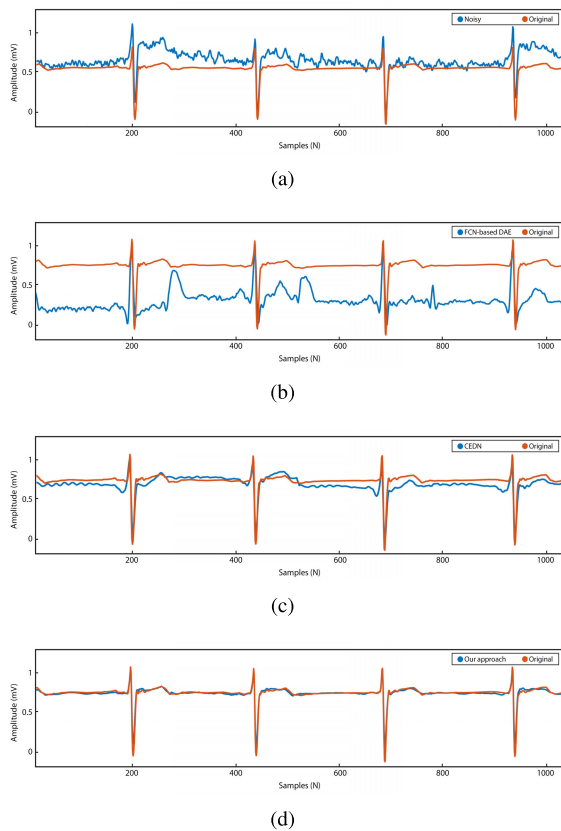 Noisy Original
Amplitude (mV)
1
0.5
0
200 400 600 800 1000
Samples (N)
(a)
FCN-based DAE Original
Amplitude (mV)
1
0.5
0
200 400 600 800 1000
Samples (N)
(b)
CEDN Original
Amplitude (mV)
1
0.5
0
200 400 600 800 1000
Samples (N)
(c)
Our approach Original
Amplitude (mV)
1
0.5
0
200 400 600 800 1000
Samples (N)
(d)